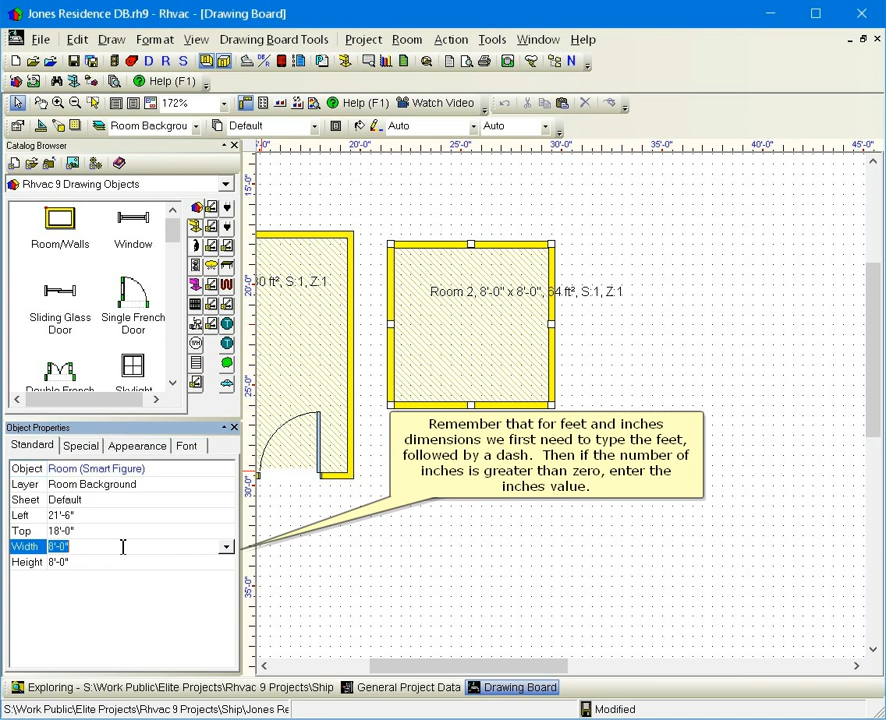 Jones Residence DB.rh9 - Rhvac - [Drawing Board]
File Edit Draw Format View Drawing Board Tools Project Room Action Tools Window Help
D R S N
Help (F1)
172% Help (F1) Watch Video
Room Backgrou Default Auto Auto
Catalog Browser
Rhvac 9 Drawing Objects
Room/Walls Window
Sliding Glass Door
Single French Door
Double French
Skylight
20'-0" 25'-0" 30'-0" 35'-0" 40'-0" 45'-0"
15'-0"
20'-0"
25'-0"
30'-0"
35'-0"
30 ft², S:1, Z:1
Room 2, 8'-0" x 8'-0", 64 ft², S:1, Z:1
Remember that for feet and inches
dimensions we first need to type the feet,
followed by a dash. Then if the number of
inches is greater than zero, enter the
inches value.
Object Properties
Standard Special Appearance Font
Object Room (Smart Figure)
Layer Room Background
Sheet Default
Left 21'-6"
Top 18'-0"
Width 8'-0"
Height 8'-0"
Exploring - S:\Work Public\Elite Projects\Rhvac 9 Projects\Ship General Project Data Drawing Board
S:\Work Public\Elite Projects\Rhvac 9 Projects\Ship\Jones Re Modified